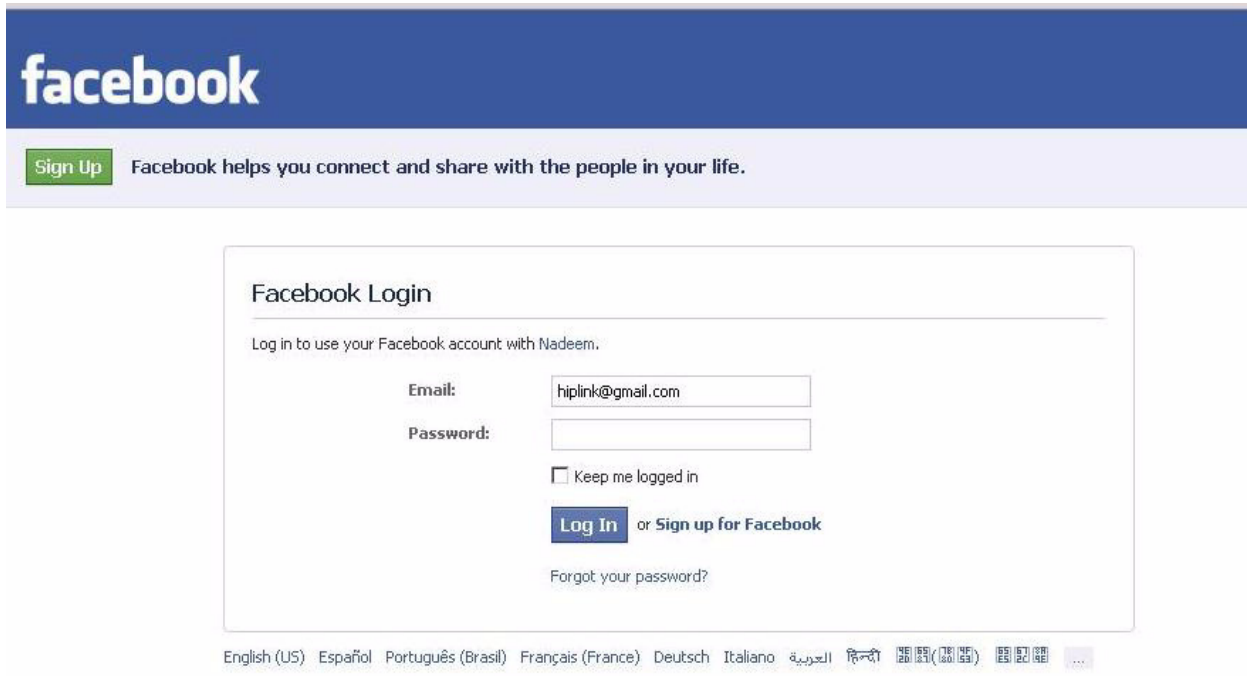 facebook
Sign Up Facebook helps you connect and share with the people in your life.
Facebook Login
Log in to use your Facebook account with Nadeem.
Email: hiplink@gmail.com
Password:
Keep me logged in
Log In or Sign up for Facebook
Forgot your password?
English (US) Español Português (Brasil) Français (France) Deutsch Italiano العربية हिन्दी ...